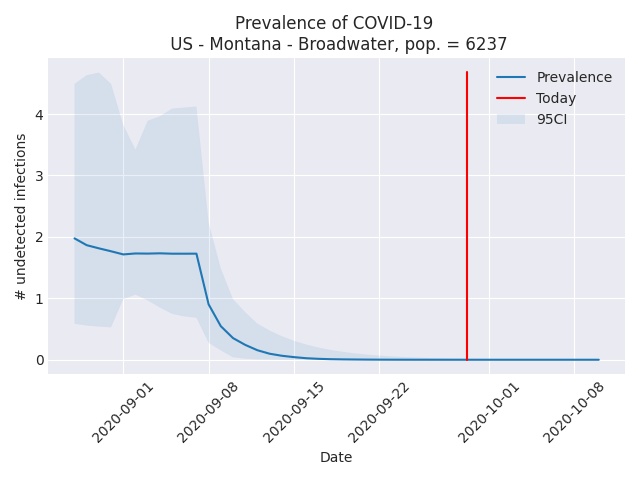 Prevalence of COVID-19
US - Montana - Broadwater, pop. = 6237
Prevalence
Today
95CI
# undetected infections
4
3
2
1
0
2020-09-01
2020-09-08
2020-09-15
2020-09-22
2020-10-01
2020-10-08
Date